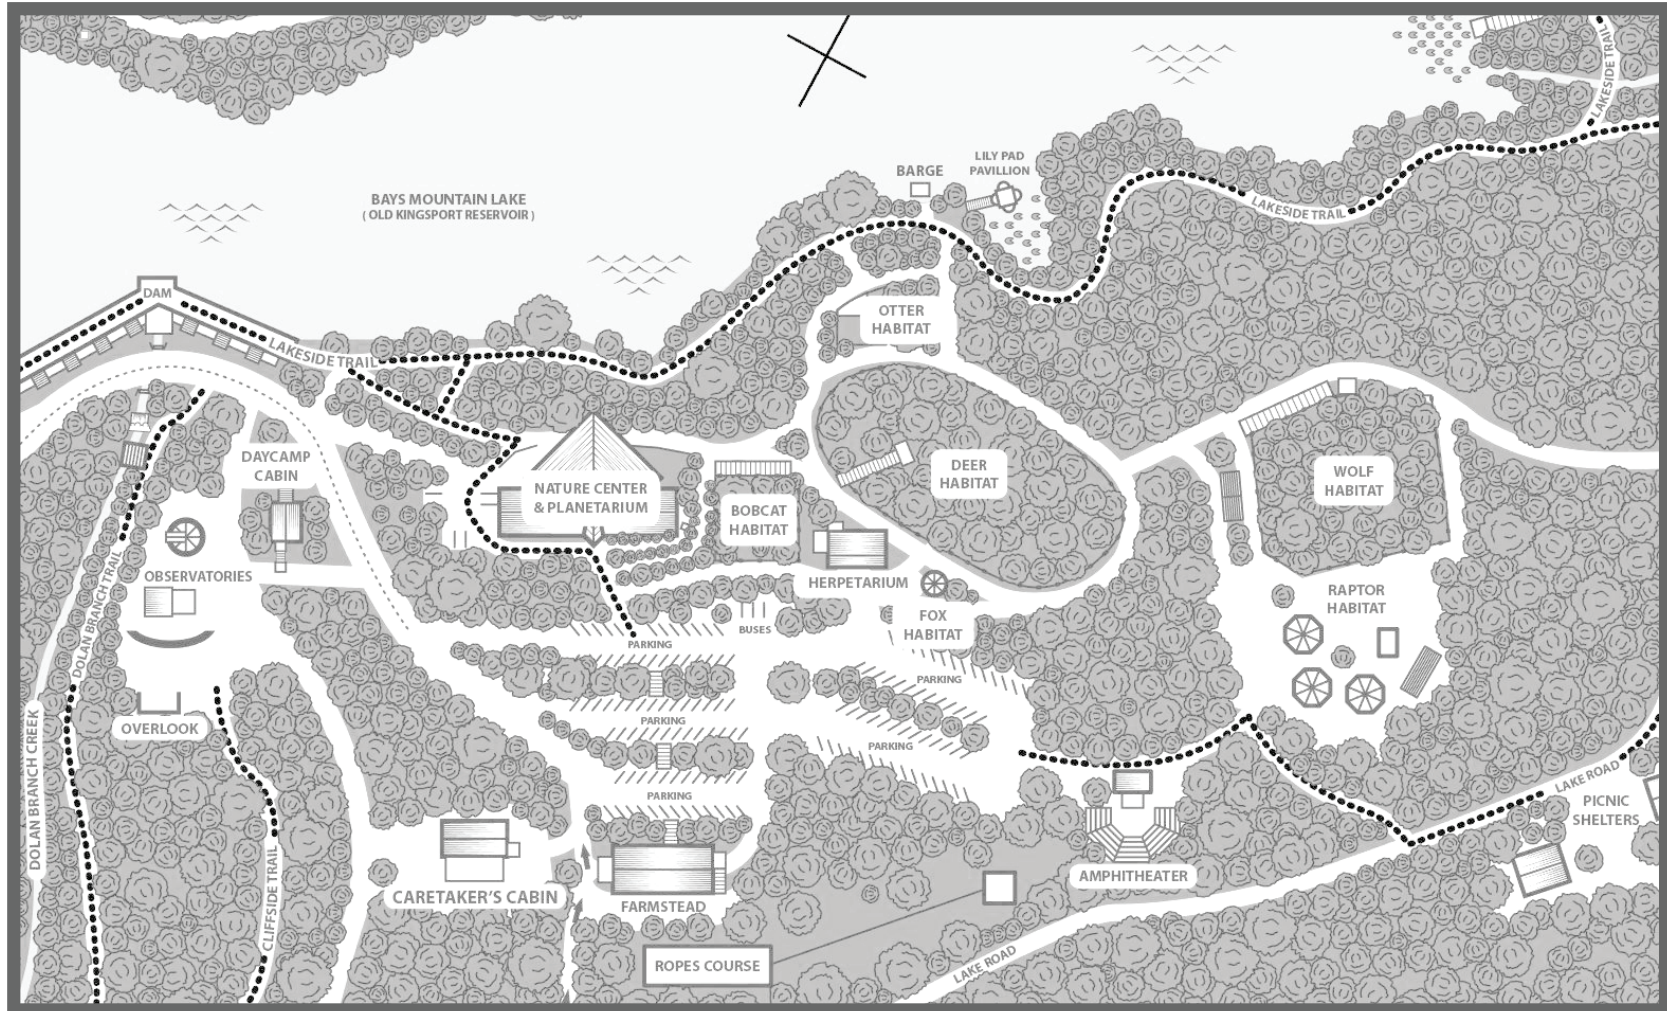 LAKESIDE TRAIL
LILY PAD
PAVILLION
BARGE
BAYS MOUNTAIN LAKE
( OLD KINGSPORT RESERVOIR )
LAKESIDE TRAIL
DAM
OTTER
HABITAT
LAKESIDE TRAIL
DAYCAMP
CABIN
DEER
HABITAT
WOLF
HABITAT
NATURE CENTER
& PLANETARIUM
BOBCAT
HABITAT
OBSERVATORIES
HERPETARIUM
RAPTOR
HABITAT
DOLAN BRANCH TRAIL
FOX
HABITAT
BUSES
PARKING
PARKING
PARKING
PARKING
PARKING
OVERLOOK
DOLAN BRANCH CREEK
LAKE ROAD
PICNIC
SHELTERS
CLIFFSIDE TRAIL
CARETAKER'S CABIN
FARMSTEAD
AMPHITHEATER
ROPES COURSE
LAKE ROAD